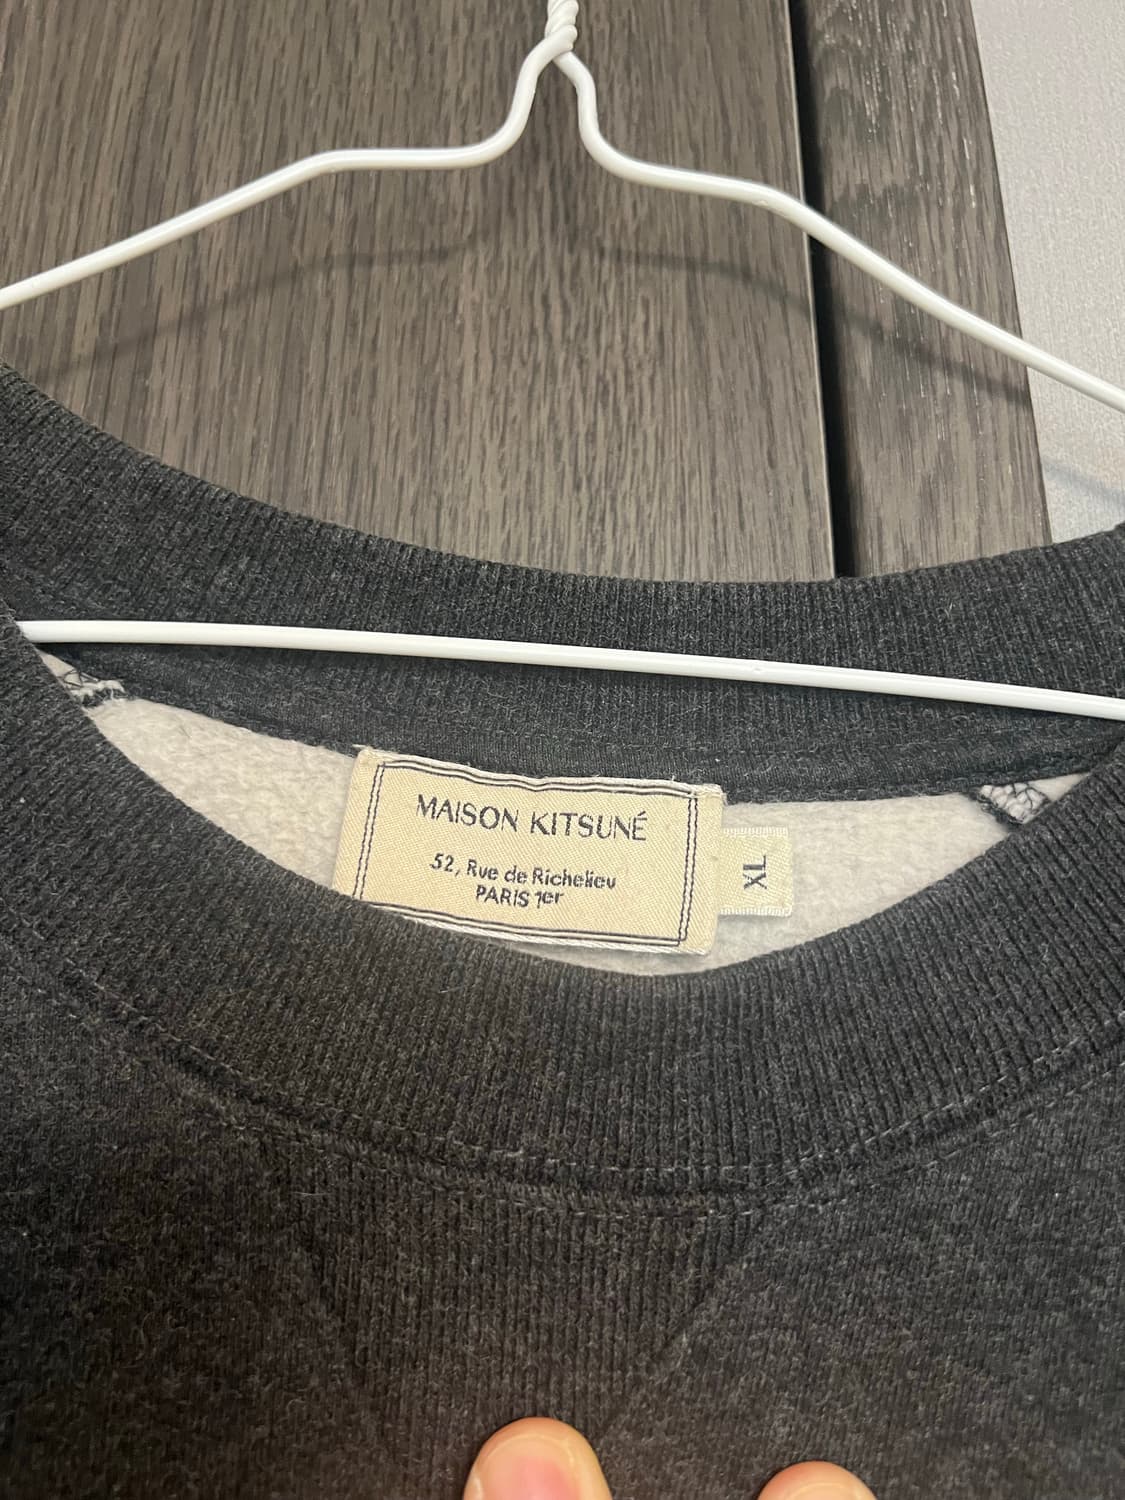 MAISON KITSUNÉ
52, Rue de Richelieu
PARIS 1er
XL